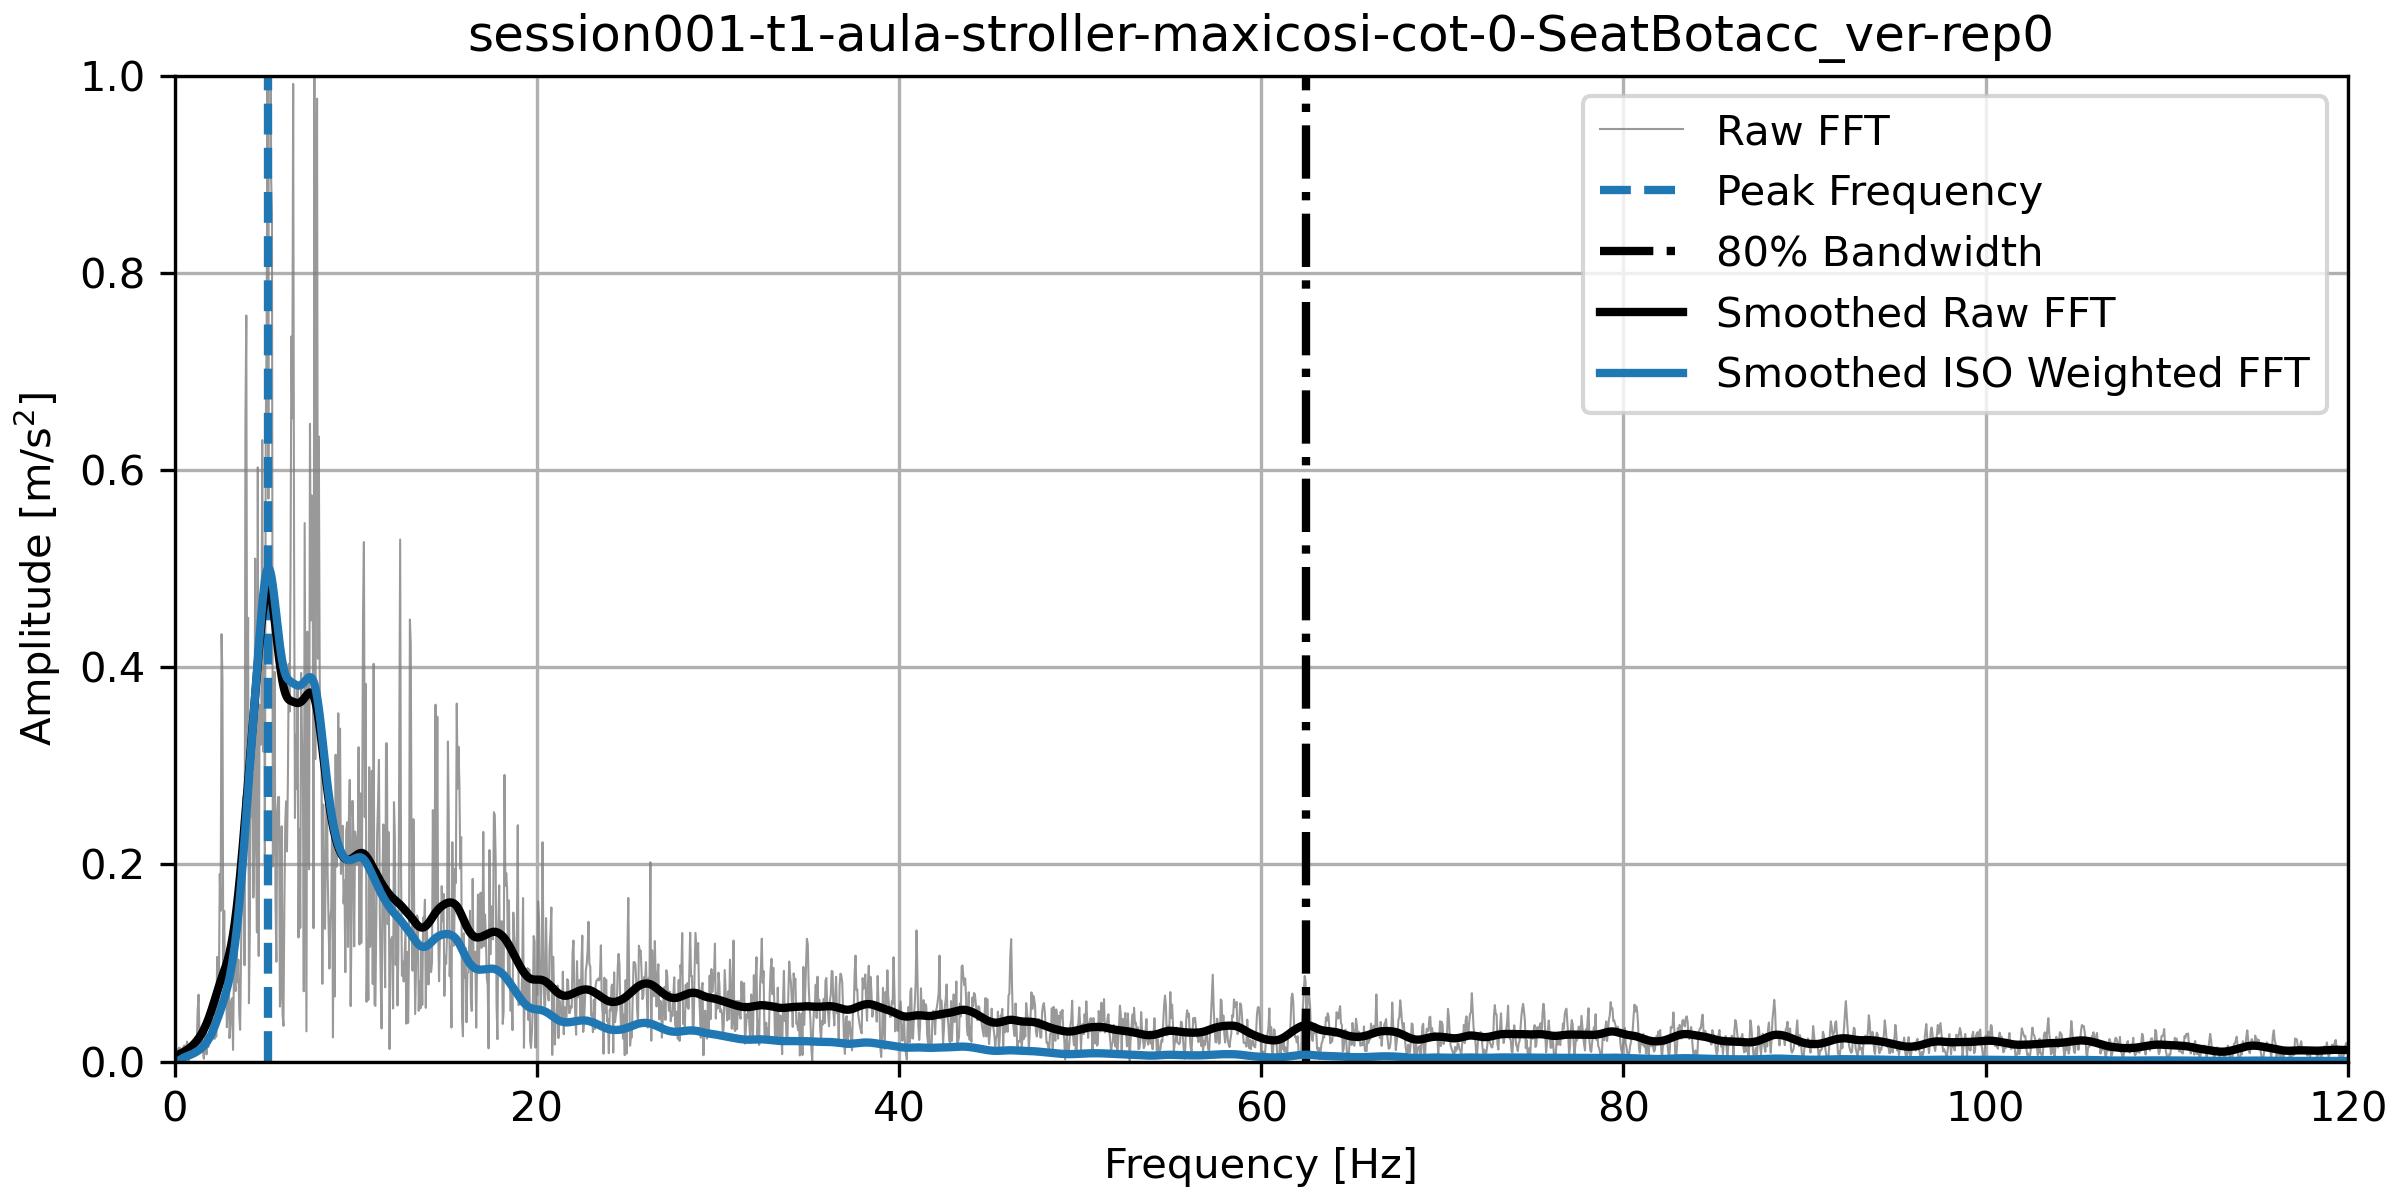 session001-t1-aula-stroller-maxicosi-cot-0-SeatBotacc_ver-rep0
1.0
0.8
0.6
0.4
0.2
0.0
Amplitude [m/s²]
Raw FFT
Peak Frequency
80% Bandwidth
Smoothed Raw FFT
Smoothed ISO Weighted FFT
0 20 40 60 80 100 120
Frequency [Hz]